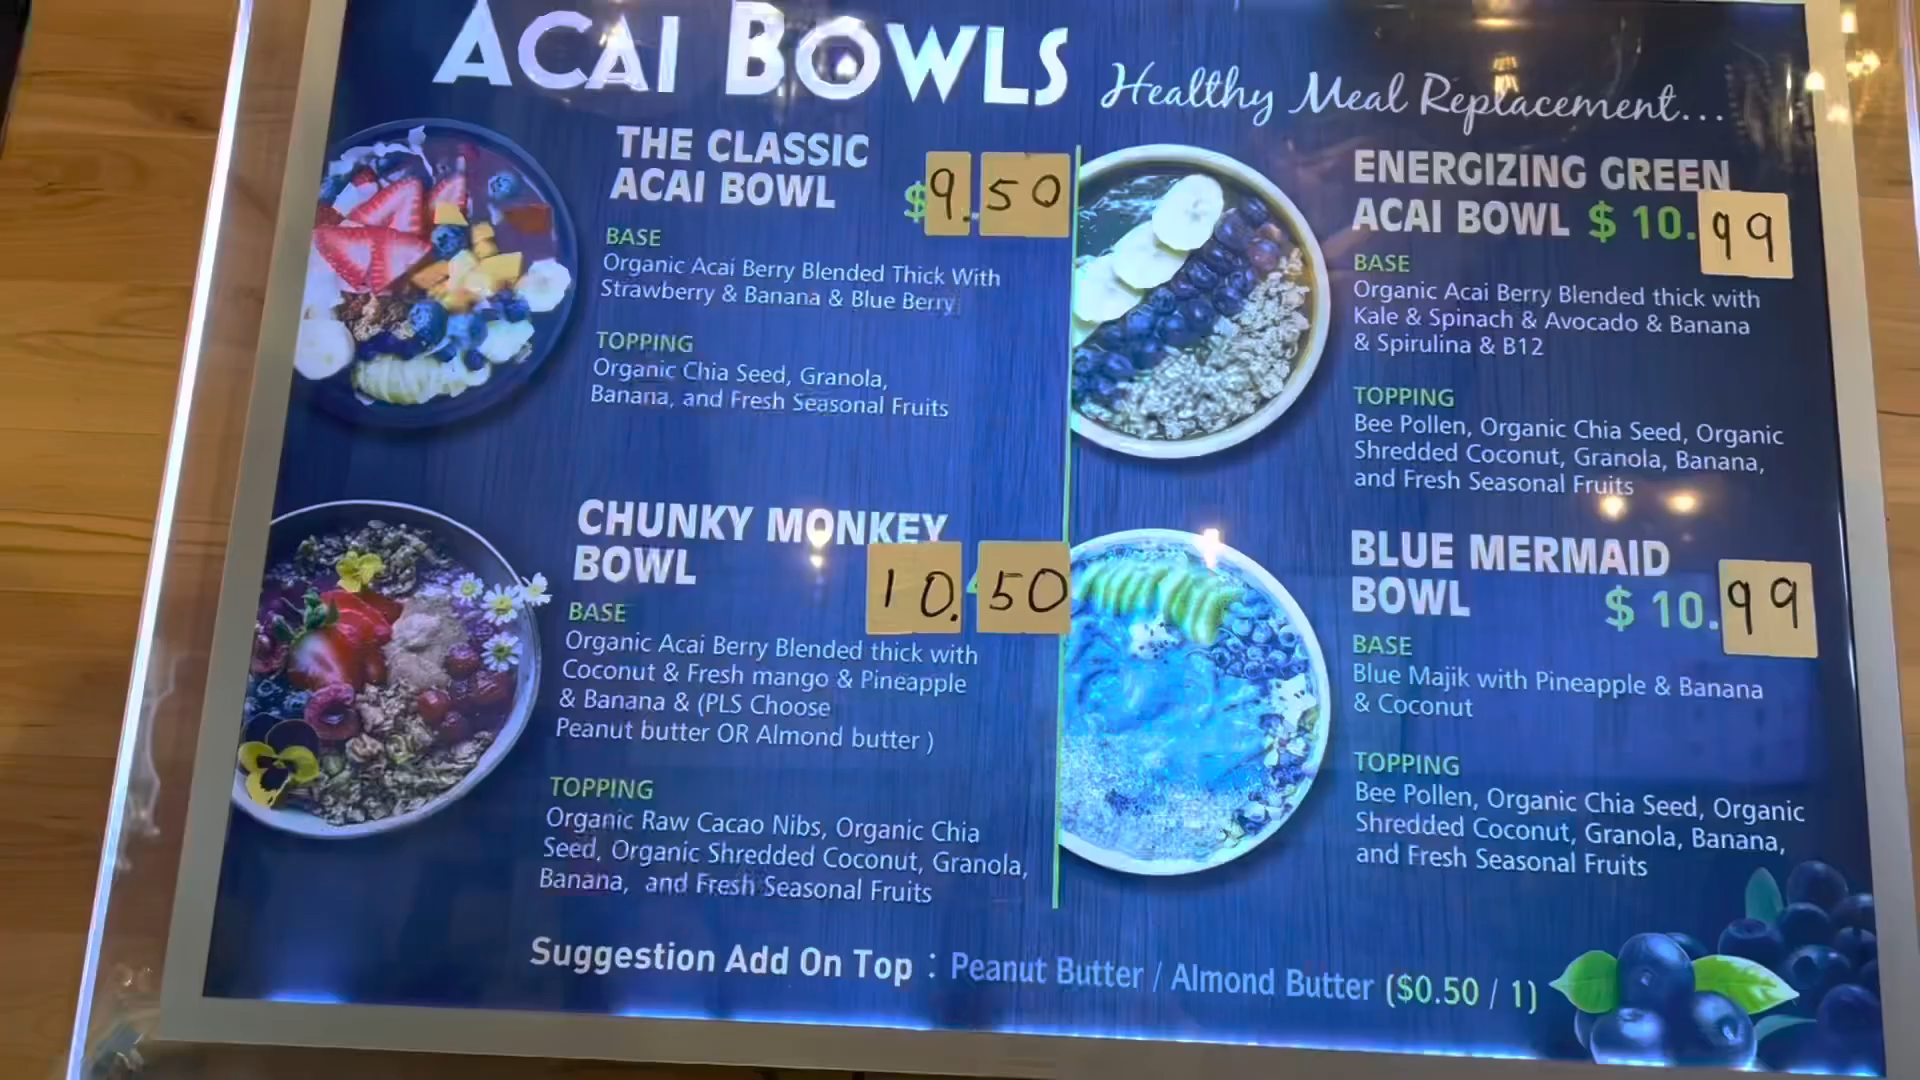 ACAI BOWLS Healthy Meal Replacement...
THE CLASSIC
ACAI BOWL
$9.50
BASE
Organic Acai Berry Blended Thick With
Strawberry & Banana & Blue Berry
TOPPING
Organic Chia Seed, Granola,
Banana, and Fresh Seasonal Fruits
CHUNKY MONKEY
BOWL
10.50
BASE
Organic Acai Berry Blended thick with
Coconut & Fresh mango & Pineapple
& Banana & (PLS Choose
Peanut butter OR Almond butter )
TOPPING
Organic Raw Cacao Nibs, Organic Chia
Seed, Organic Shredded Coconut, Granola,
Banana, and Fresh Seasonal Fruits
ENERGIZING GREEN
ACAI BOWL $ 10.99
BASE
Organic Acai Berry Blended thick with
Kale & Spinach & Avocado & Banana
& Spirulina & B12
TOPPING
Bee Pollen, Organic Chia Seed, Organic
Shredded Coconut, Granola, Banana,
and Fresh Seasonal Fruits
BLUE MERMAID
BOWL $ 10.99
BASE
Blue Majik with Pineapple & Banana
& Coconut
TOPPING
Bee Pollen, Organic Chia Seed, Organic
Shredded Coconut, Granola, Banana,
and Fresh Seasonal Fruits
Suggestion Add On Top : Peanut Butter / Almond Butter ($0.50 / 1)